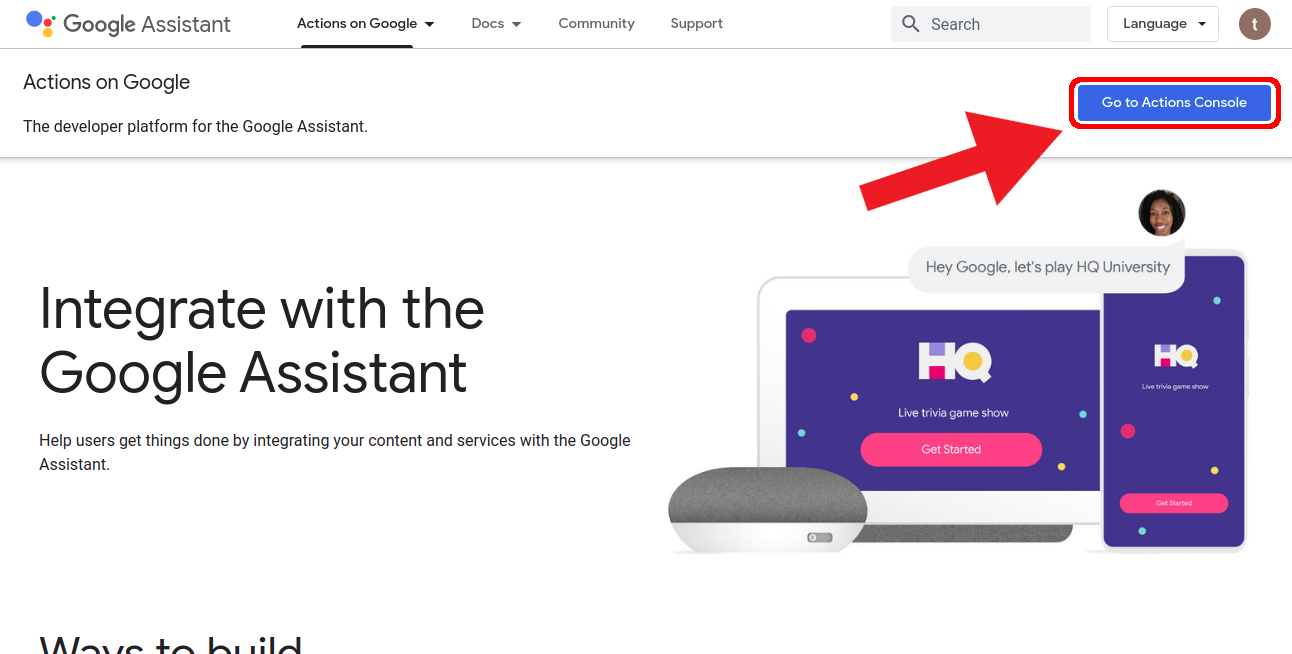 Google Assistant
Actions on Google
Docs
Community
Support
Search
Language
t
Actions on Google
Go to Actions Console
The developer platform for the Google Assistant.
Hey Google, let's play HQ University
Integrate with the
Google Assistant
Help users get things done by integrating your content and services with the Google
Assistant.
HQ
Live trivia game show
Get Started
HQ
Live trivia game show
Get Started
Ways to build